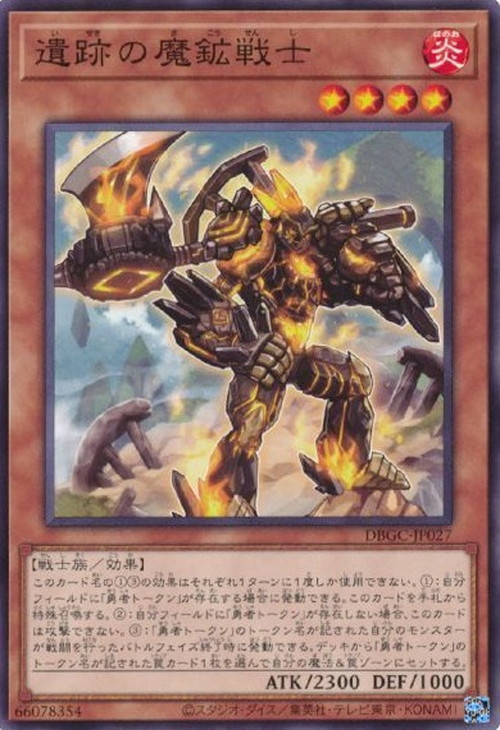 遺跡の魔鉱戦士
炎
DBGC-JP027
【戦士族／効果】
このカード名の①③の効果はそれぞれ1ターンに1度しか使用できない。①：自分
フィールドに「勇者トークン」が存在する場合に発動できる。このカードを手札から
特殊召喚する。②：自分フィールドに「勇者トークン」が存在しない場合、このカード
は攻撃できない。③：「勇者トークン」のトークン名が記された自分のモンスター
が戦闘を行ったバトルフェイズ終了時に発動できる。デッキから「勇者トークン」の
トークン名が記された罠カード1枚を選んで自分の魔法＆罠ゾーンにセットする。
ATK/2300 DEF/1000
66078354 ©スタジオ・ダイス／集英社・テレビ東京・KONAMI